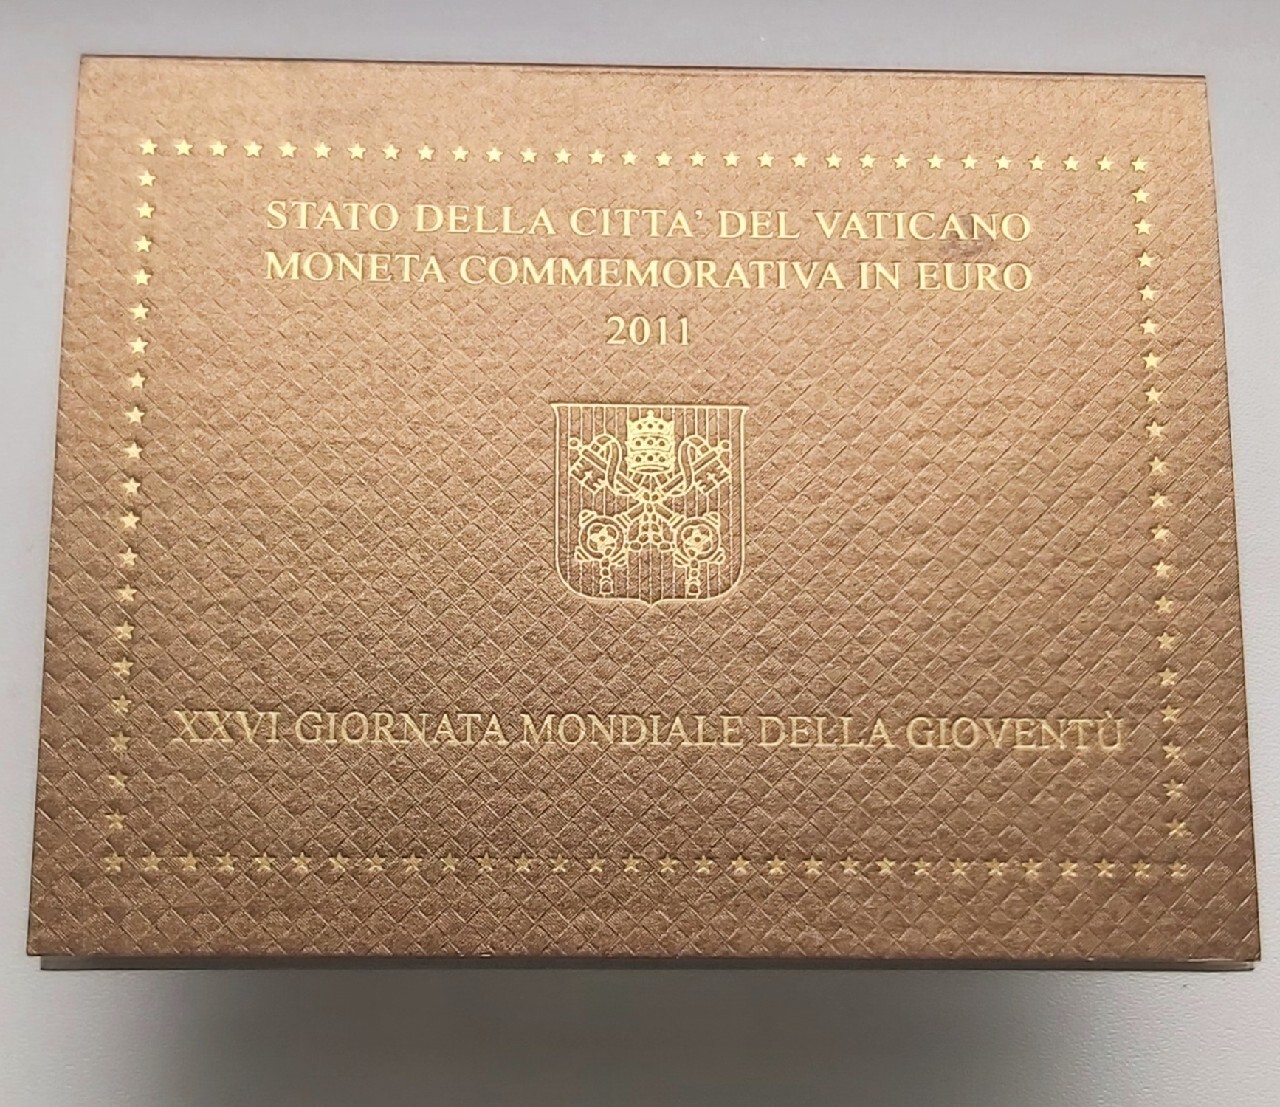 STATO DELLA CITTA' DEL VATICANO
MONETA COMMEMORATIVA IN EURO
2011
XXVI GIORNATA MONDIALE DELLA GIOVENTÙ